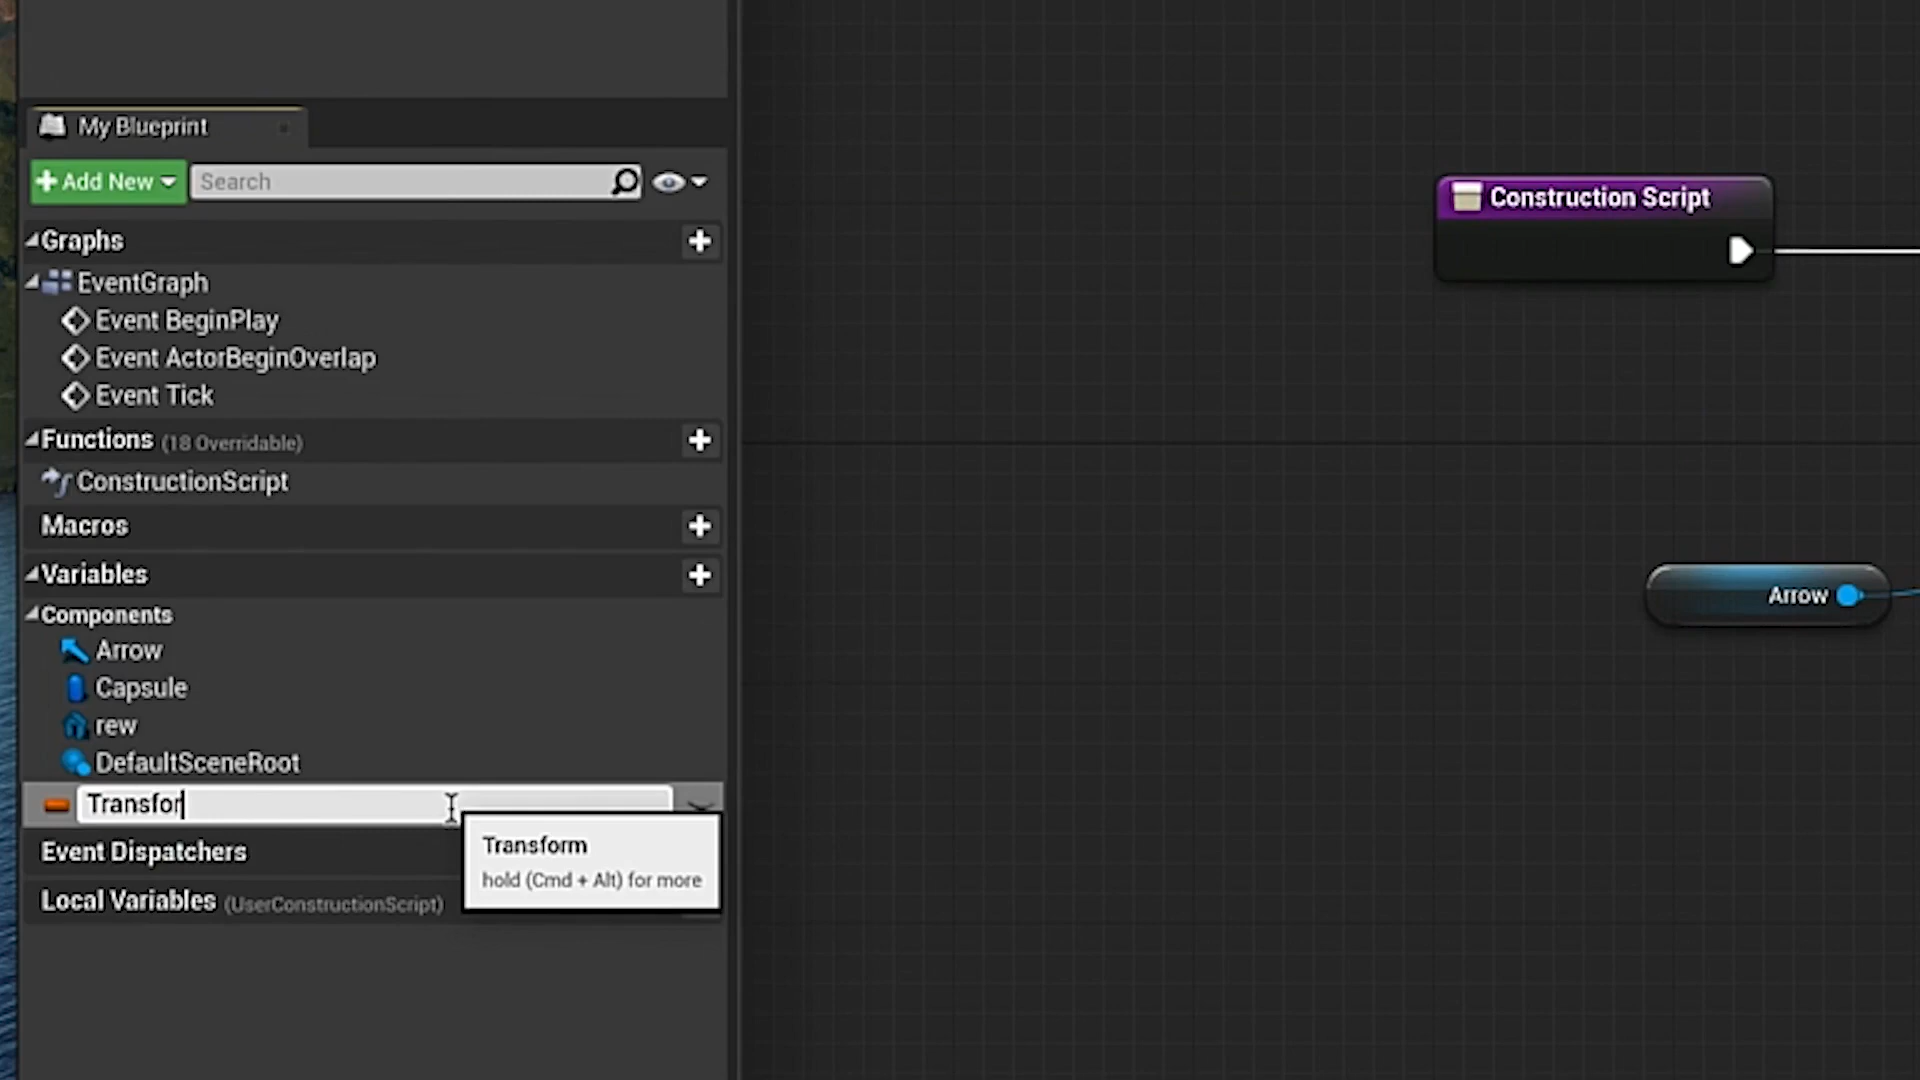 My Blueprint
Add New
Search
Graphs
EventGraph
Event BeginPlay
Event ActorBeginOverlap
Event Tick
Functions (18 Overridable)
ConstructionScript
Macros
Variables
Components
Arrow
Capsule
rew
DefaultSceneRoot
Transfor
Transform
hold (Cmd + Alt) for more
Event Dispatchers
Local Variables (UserConstructionScript)
Construction Script
Arrow